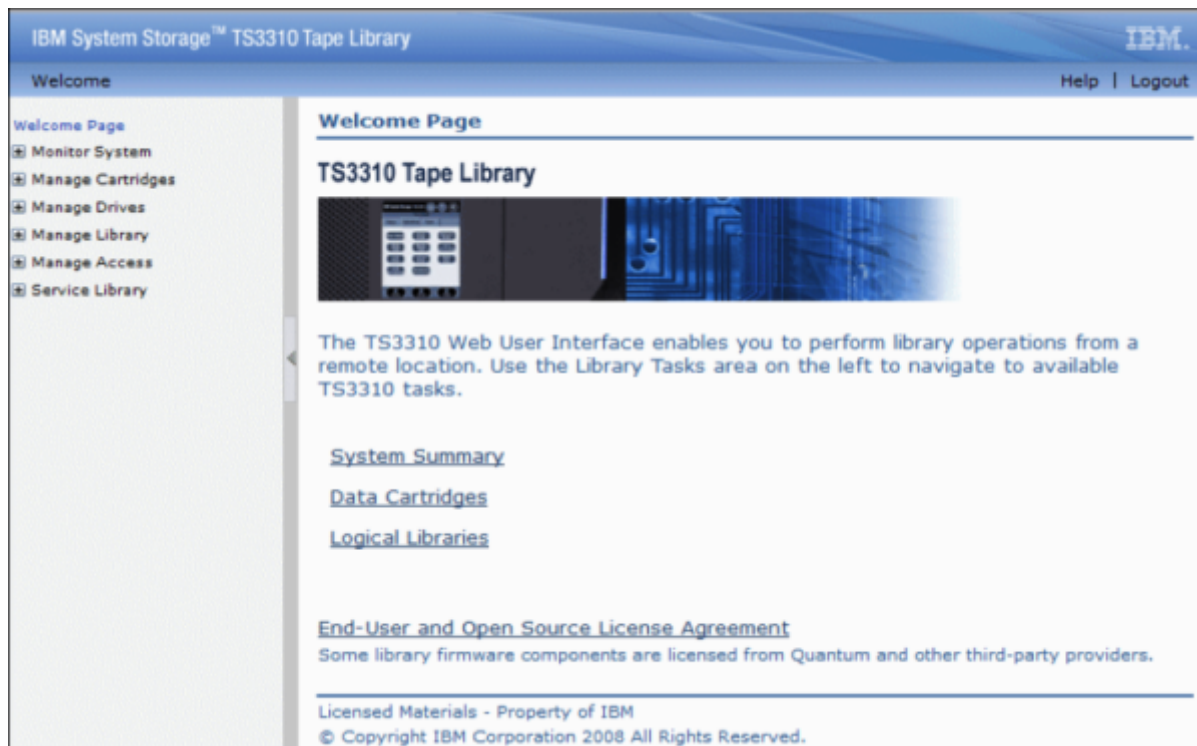 IBM System Storage™ TS3310 Tape Library
IBM.
Welcome
Help | Logout
Welcome Page
Monitor System
Manage Cartridges
Manage Drives
Manage Library
Manage Access
Service Library
Welcome Page
TS3310 Tape Library
The TS3310 Web User Interface enables you to perform library operations from a
remote location. Use the Library Tasks area on the left to navigate to available
TS3310 tasks.
System Summary
Data Cartridges
Logical Libraries
End-User and Open Source License Agreement
Some library firmware components are licensed from Quantum and other third-party providers.
Licensed Materials - Property of IBM
© Copyright IBM Corporation 2008 All Rights Reserved.